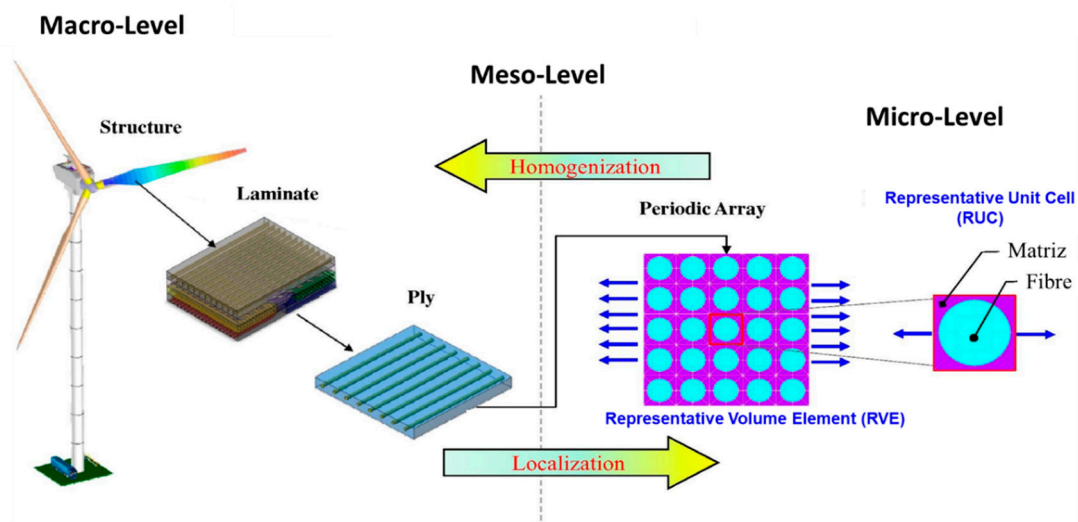 Macro-Level
Meso-Level
Micro-Level
Structure
Homogenization
Laminate
Periodic Array
Representative Unit Cell
(RUC)
Matriz
Fibre
Ply
Representative Volume Element (RVE)
Localization